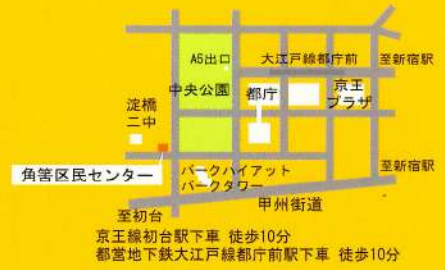 A5出口
大江戸線都庁前
至新宿駅
中央公園
都庁
京王
プラザ
淀橋
二中
角筈区民センター
パークハイアット
パークタワー
至新宿駅
甲州街道
至初台
京王線初台駅下車 徒歩10分
都営地下鉄大江戸線都庁前駅下車 徒歩10分